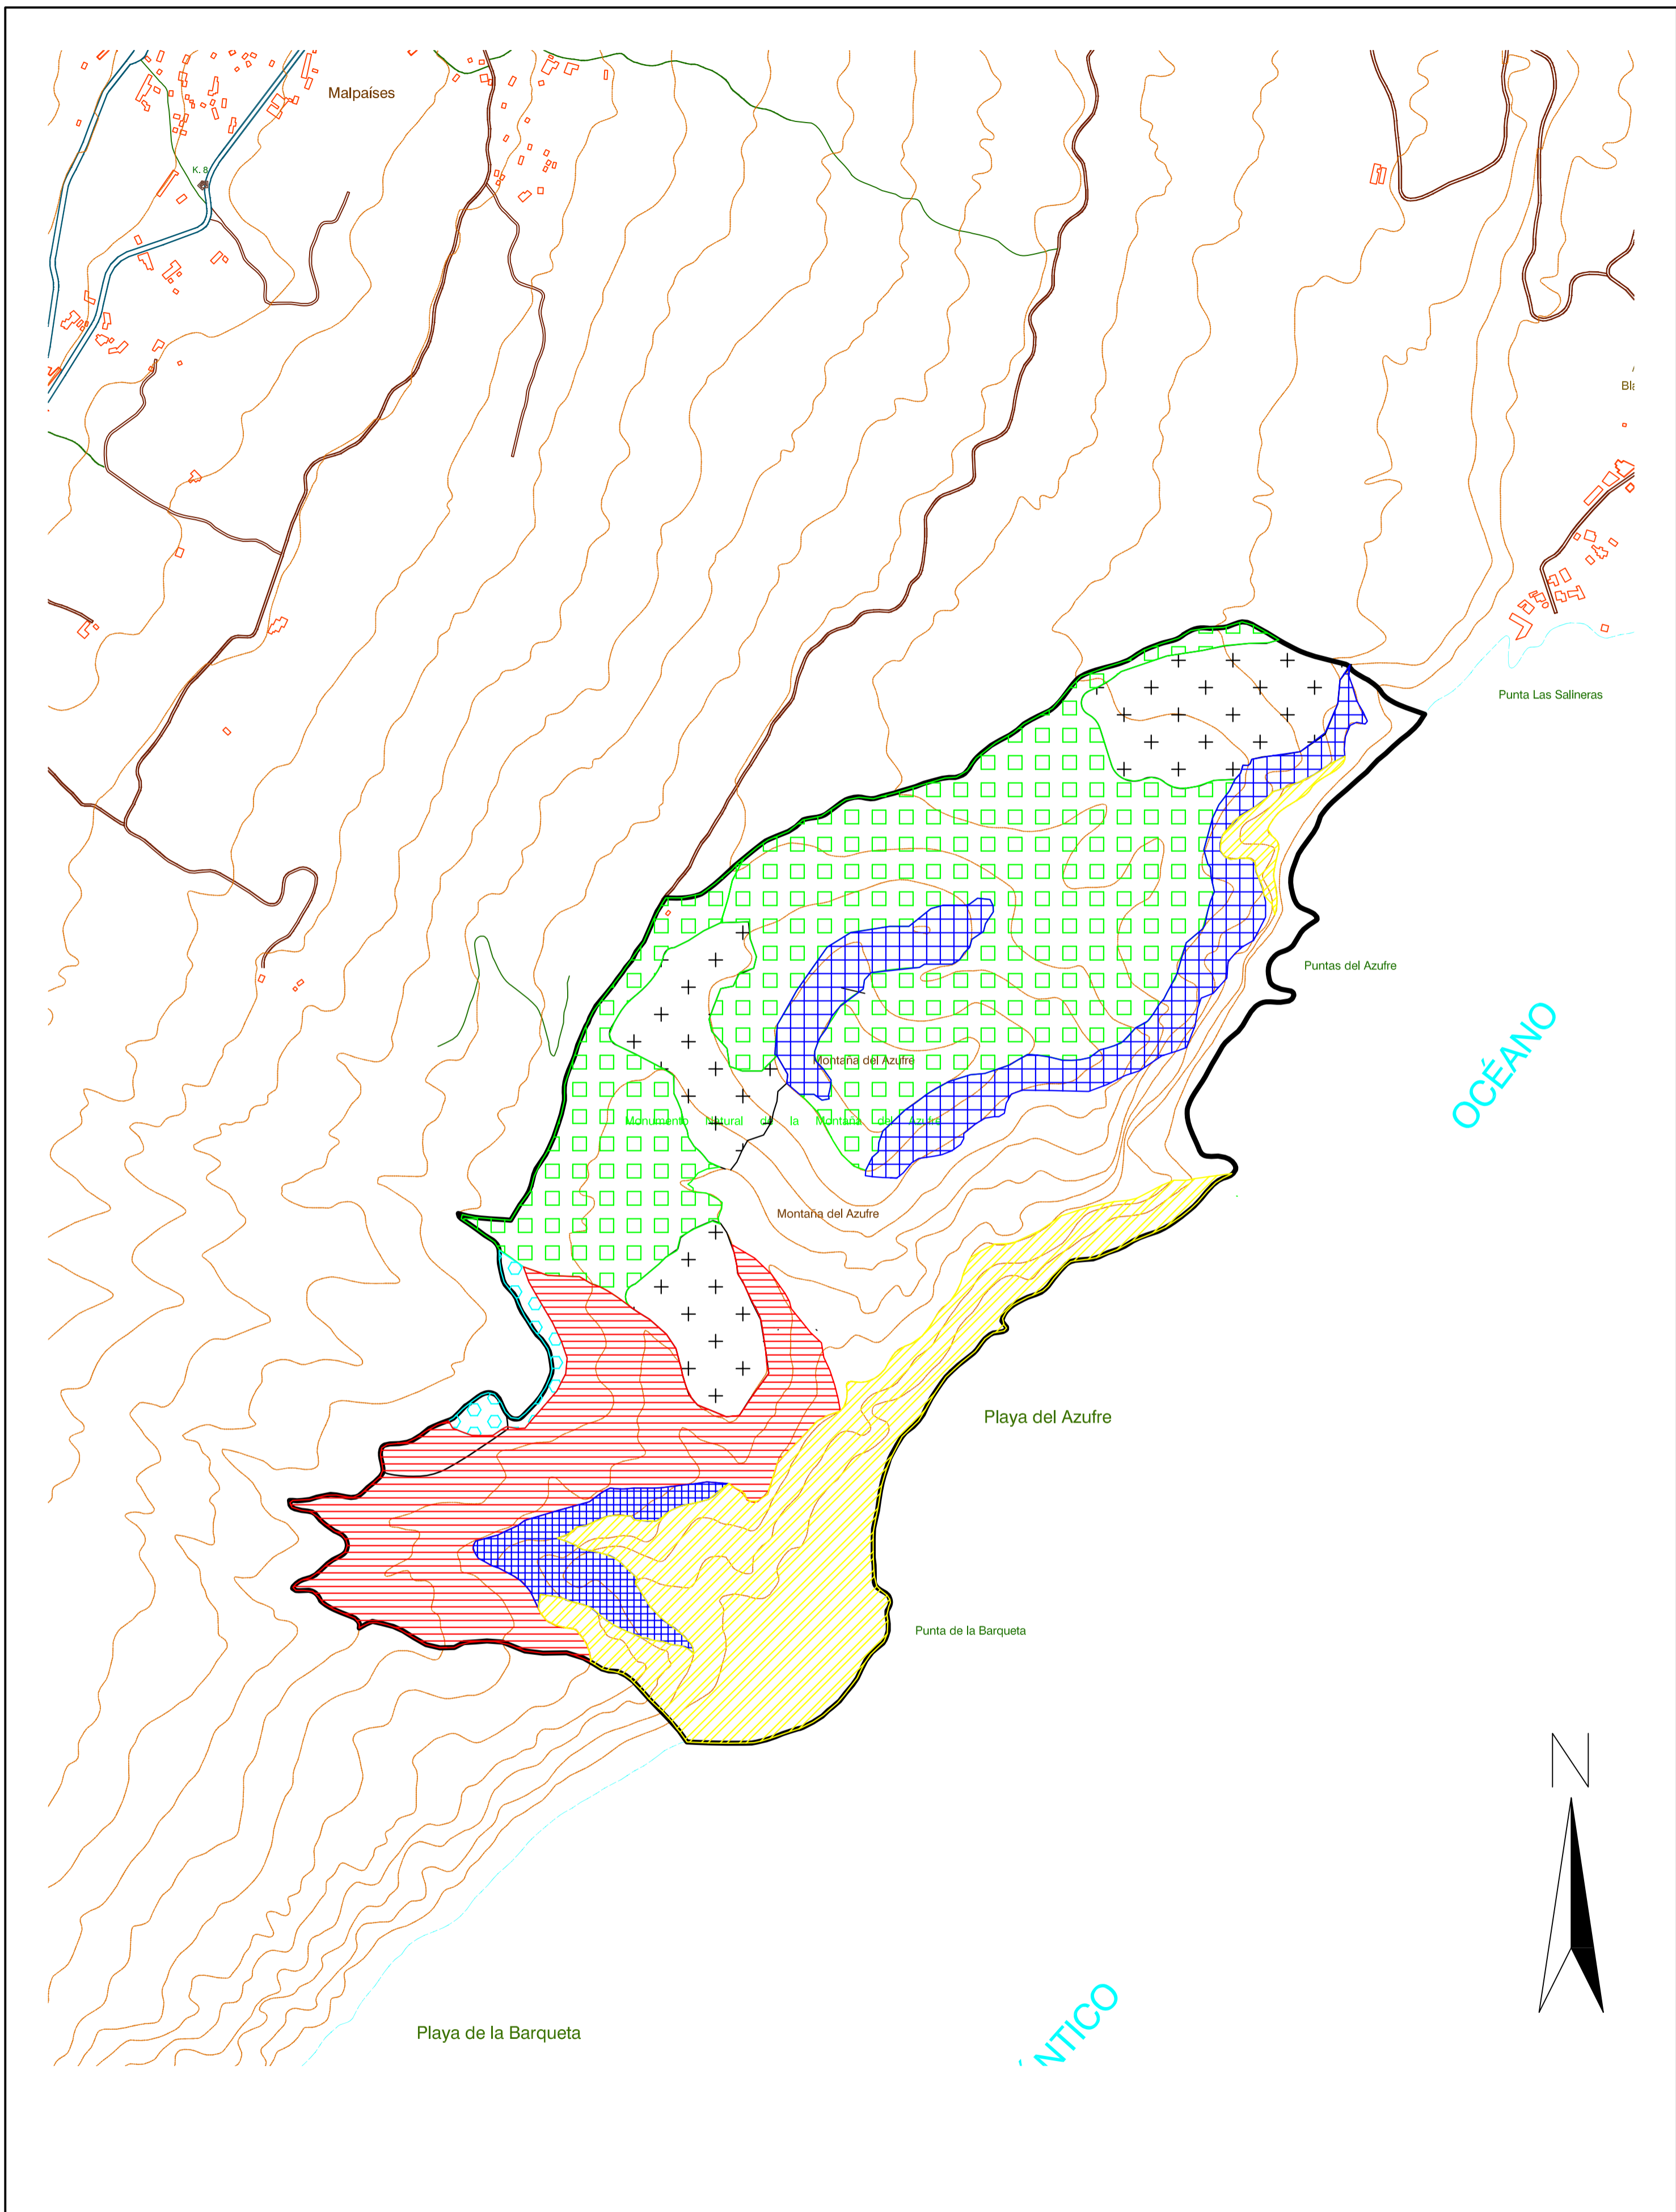 Malpaíses
K. 8
Bla
Punta Las Salineras
Puntas del Azufre
OCÉANO
Montaña del Azufre
Monumento Natural de la Montaña del Azufre
Montaña del Azufre
Playa del Azufre
Punta de la Barqueta
N
NTICO
Playa de la Barqueta